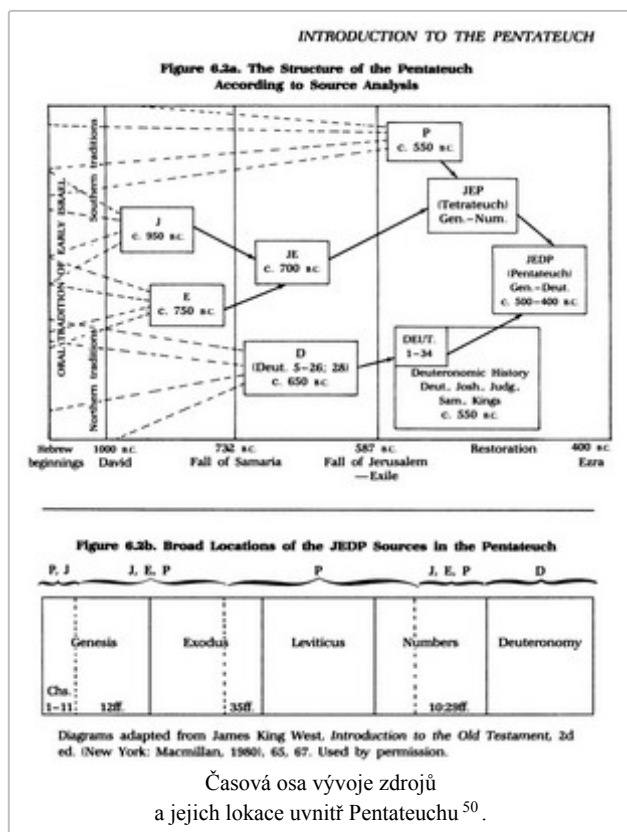 INTRODUCTION TO THE PENTATEUCH
Figure 6.2a. The Structure of the Pentateuch
According to Source Analysis
ORAL TRADITION OF EARLY ISRAEL
Southern traditions
Northern traditions
P
c. 550 B.C.
J
c. 950 B.C.
JEP
(Tetrateuch)
Gen.–Num.
JE
c. 700 B.C.
E
c. 750 B.C.
JEDP
(Pentateuch)
Gen.–Deut.
c. 500–400 B.C.
D
(Deut. 5–26; 28)
c. 650 B.C.
DEUT.
1–34
Deuteronomic History
Deut., Josh., Judg.,
Sam., Kings
c. 550 B.C.
Hebrew
beginnings
1000 B.C.
David
732 B.C.
Fall of Samaria
587 B.C.
Fall of Jerusalem
—Exile
Restoration
400 B.C.
Ezra
Figure 6.2b. Broad Locations of the JEDP Sources in the Pentateuch
P, J J, E, P P J, E, P D
Genesis Exodus Leviticus Numbers Deuteronomy
Chs.
1–11 12ff. 35ff. 10:29ff.
Diagrams adapted from James King West, Introduction to the Old Testament, 2d
ed. (New York: Macmillan, 1980), 65, 67. Used by permission.
Časová osa vývoje zdrojů
a jejich lokace uvnitř Pentateuchu 50.